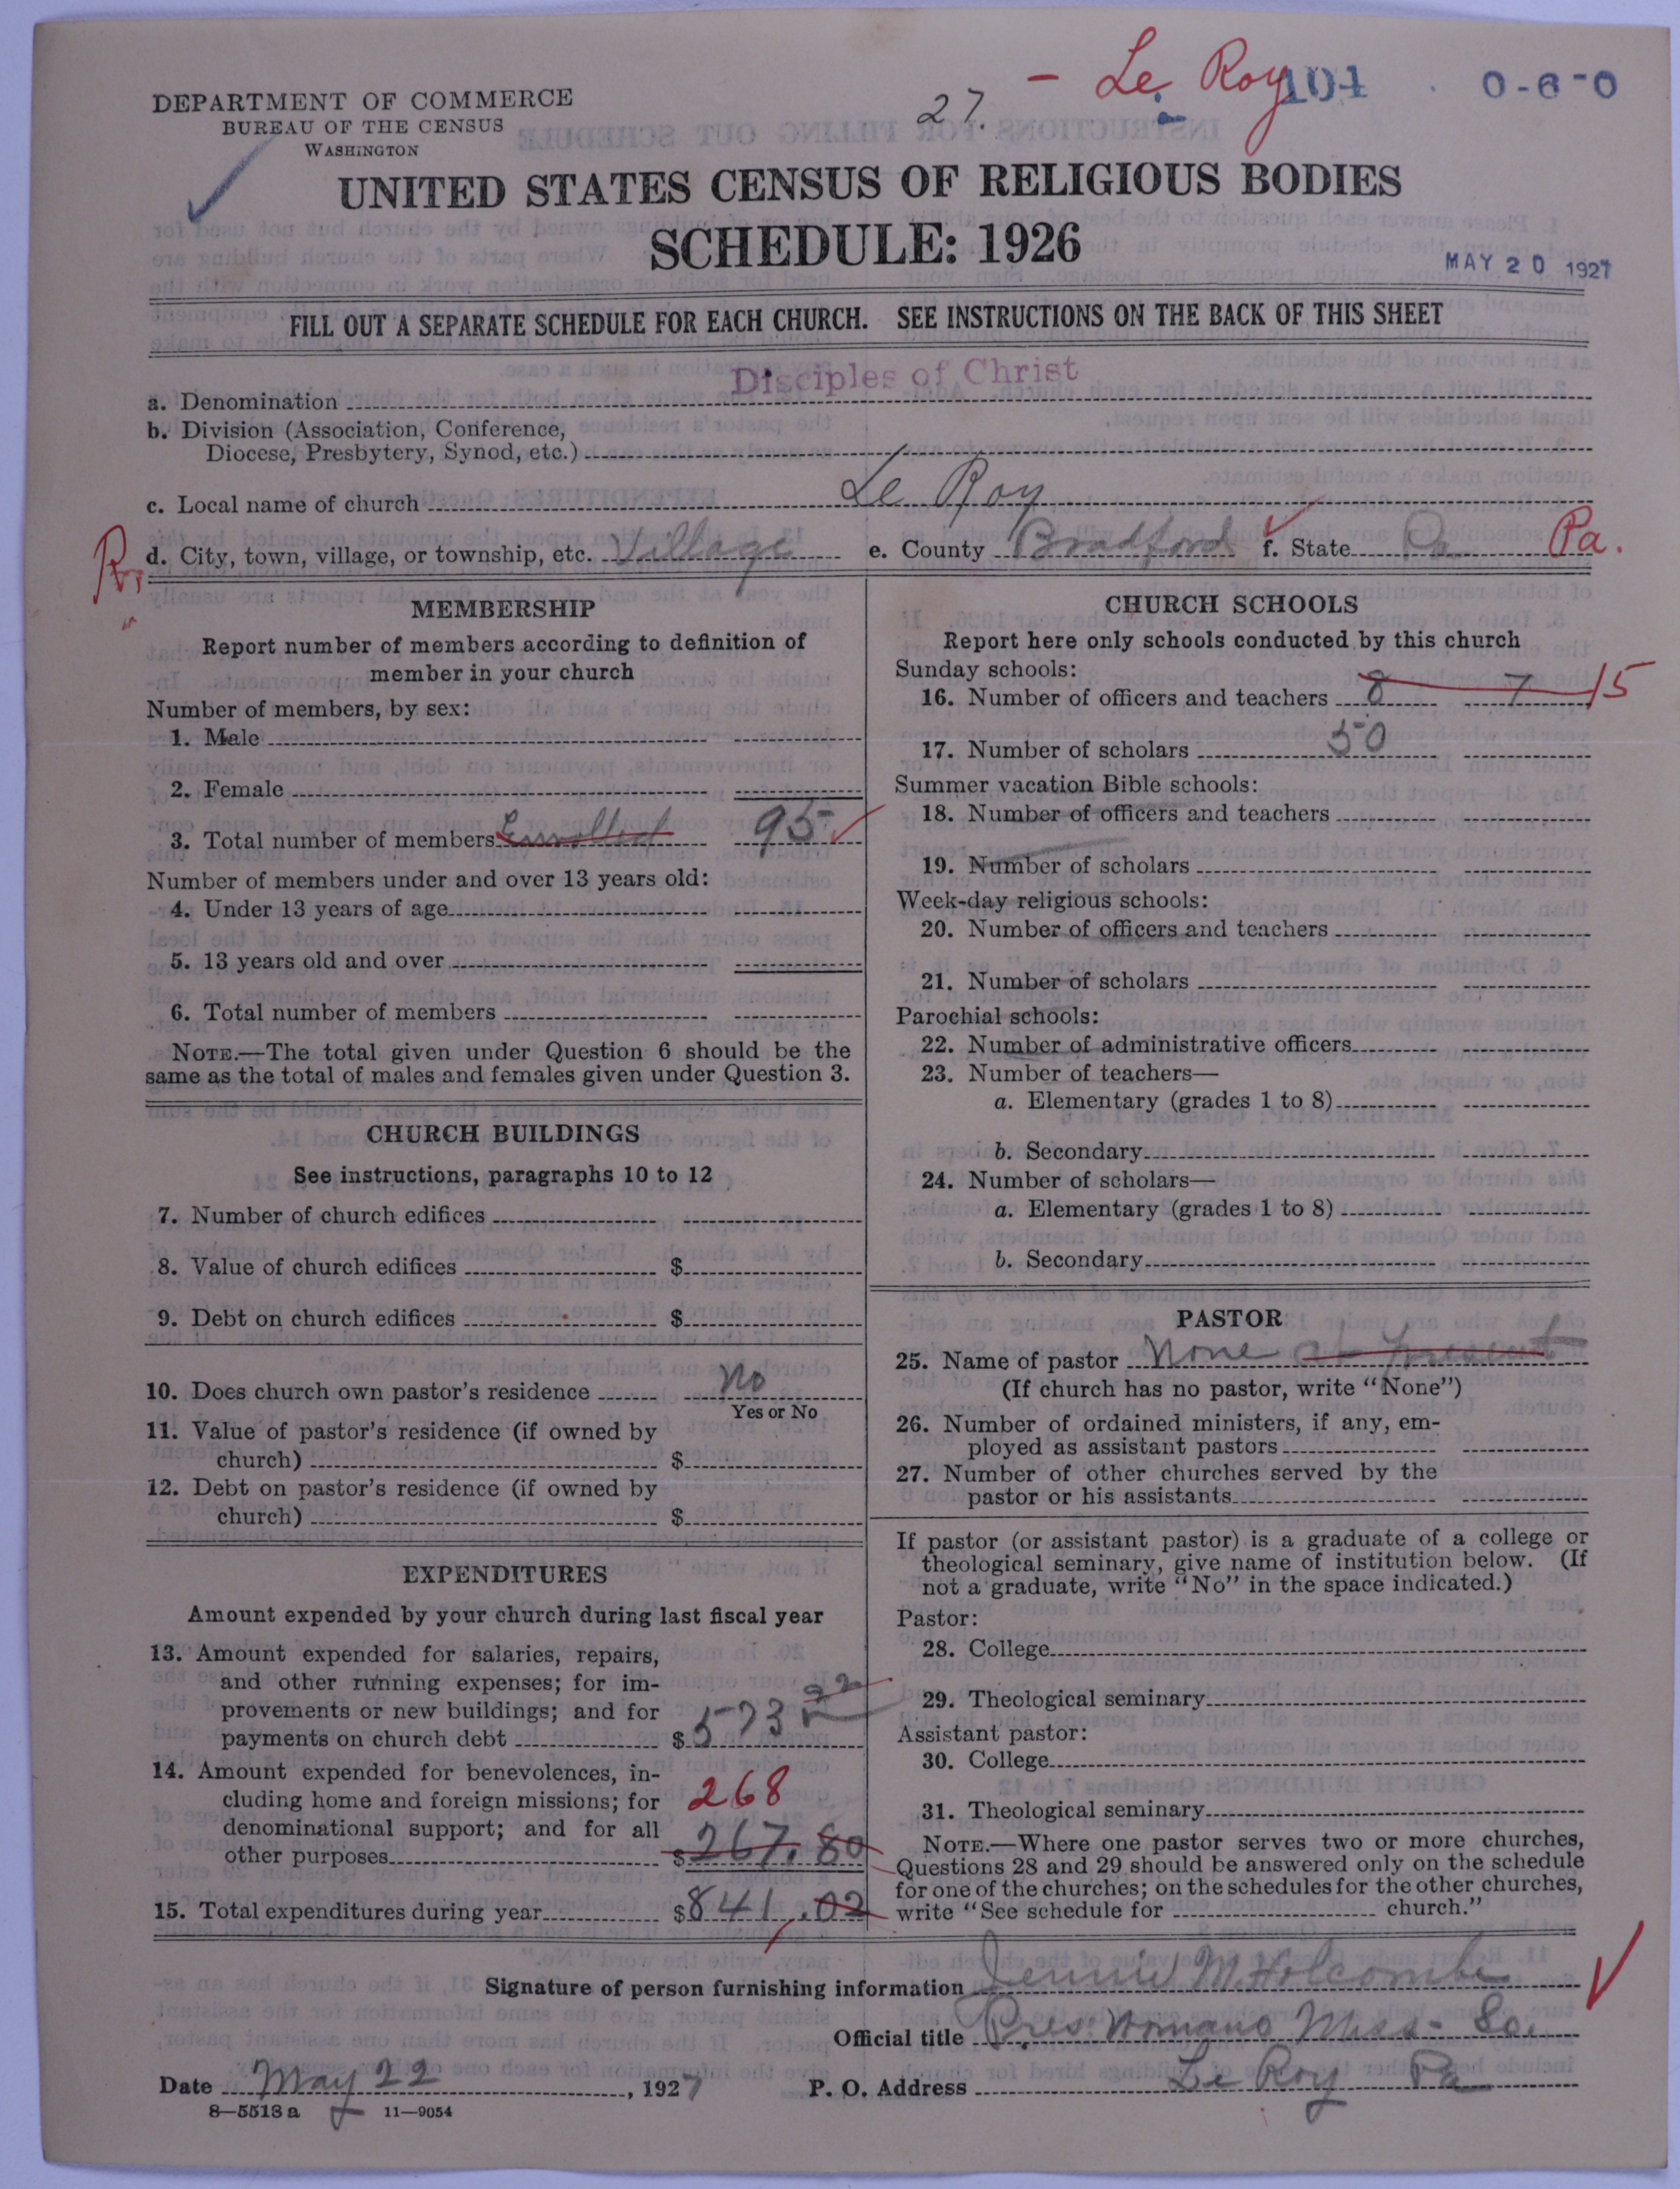 - Le Roy
27.
101
0-6-0
DEPARTMENT OF COMMERCE
BUREAU OF THE CENSUS
WASHINGTON
UNITED STATES CENSUS OF RELIGIOUS BODIES
SCHEDULE: 1926
MAY 20 1927
FILL OUT A SEPARATE SCHEDULE FOR EACH CHURCH. SEE INSTRUCTIONS ON THE BACK OF THIS SHEET
a. Denomination Disciples of Christ
b. Division (Association, Conference,
Diocese, Presbytery, Synod, etc.)
c. Local name of church Le Roy
d. City, town, village, or township, etc. Village e. County Bradford f. State Pa Pa.
MEMBERSHIP
Report number of members according to definition of
member in your church
Number of members, by sex:
1. Male
2. Female
3. Total number of members Enrolled 95
Number of members under and over 13 years old:
4. Under 13 years of age
5. 13 years old and over
6. Total number of members
NOTE.—The total given under Question 6 should be the
same as the total of males and females given under Question 3.
CHURCH BUILDINGS
See instructions, paragraphs 10 to 12
7. Number of church edifices
8. Value of church edifices $
9. Debt on church edifices $
10. Does church own pastor's residence No
Yes or No
11. Value of pastor's residence (if owned by
church) $
12. Debt on pastor's residence (if owned by
church) $
EXPENDITURES
Amount expended by your church during last fiscal year
13. Amount expended for salaries, repairs,
and other running expenses; for im-
provements or new buildings; and for
payments on church debt $573 22
14. Amount expended for benevolences, in-
cluding home and foreign missions; for 268
denominational support; and for all
other purposes $267.80
15. Total expenditures during year $841.02
CHURCH SCHOOLS
Report here only schools conducted by this church
Sunday schools:
16. Number of officers and teachers 8 7 15
17. Number of scholars 50
Summer vacation Bible schools:
18. Number of officers and teachers
19. Number of scholars
Week-day religious schools:
20. Number of officers and teachers
21. Number of scholars
Parochial schools:
22. Number of administrative officers
23. Number of teachers—
a. Elementary (grades 1 to 8)
b. Secondary
24. Number of scholars—
a. Elementary (grades 1 to 8)
b. Secondary
PASTOR
25. Name of pastor None at present
(If church has no pastor, write "None")
26. Number of ordained ministers, if any, em-
ployed as assistant pastors
27. Number of other churches served by the
pastor or his assistants
If pastor (or assistant pastor) is a graduate of a college or
theological seminary, give name of institution below. (If
not a graduate, write "No" in the space indicated.)
Pastor:
28. College
29. Theological seminary
Assistant pastor:
30. College
31. Theological seminary
NOTE.—Where one pastor serves two or more churches,
Questions 28 and 29 should be answered only on the schedule
for one of the churches; on the schedules for the other churches,
write "See schedule for church."
Signature of person furnishing information Jennie M. Holcombe
Official title Pres. Womans Miss- So.
Date May 22, 1927 P. O. Address Le Roy Pa
8—5513 a 11—9054